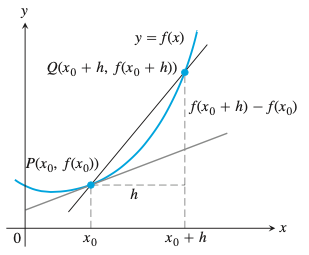 y
y = f(x)
Q(x₀ + h, f(x₀ + h))
f(x₀ + h) − f(x₀)
P(x₀, f(x₀))
h
0
x₀
x₀ + h
x